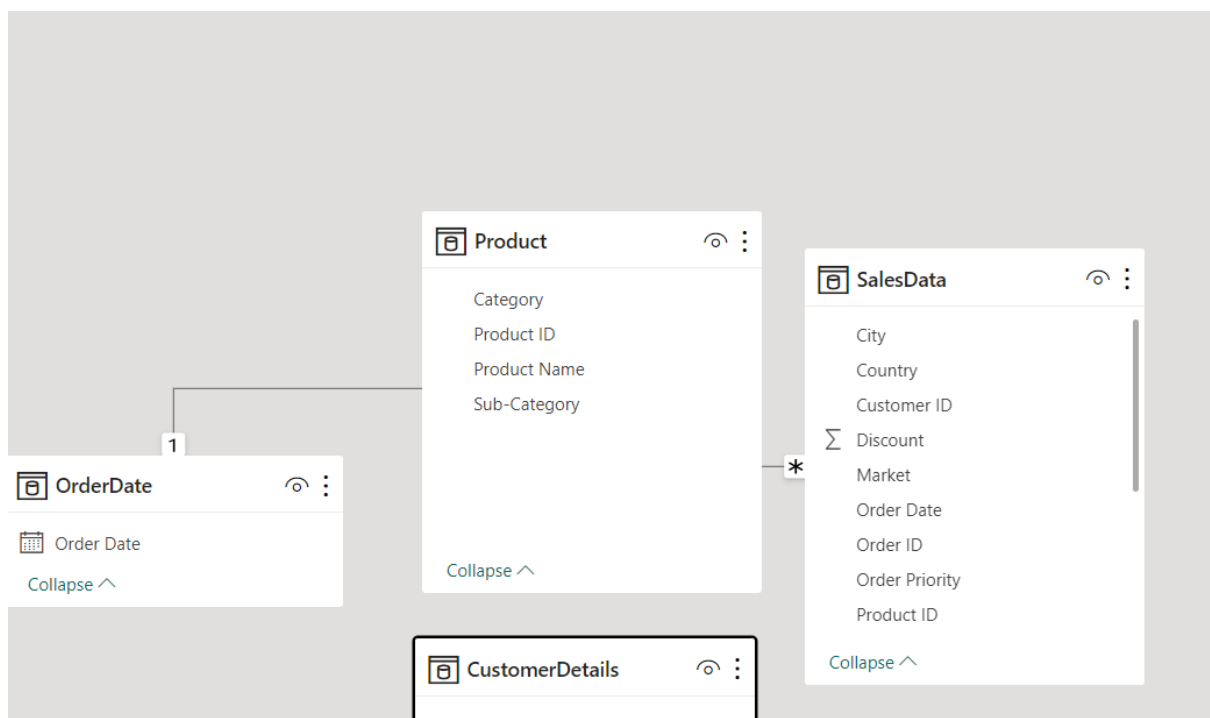 Product
Category
Product ID
Product Name
Sub-Category
Collapse
1
OrderDate
Order Date
Collapse
*
SalesData
City
Country
Customer ID
Discount
Market
Order Date
Order ID
Order Priority
Product ID
Collapse
CustomerDetails